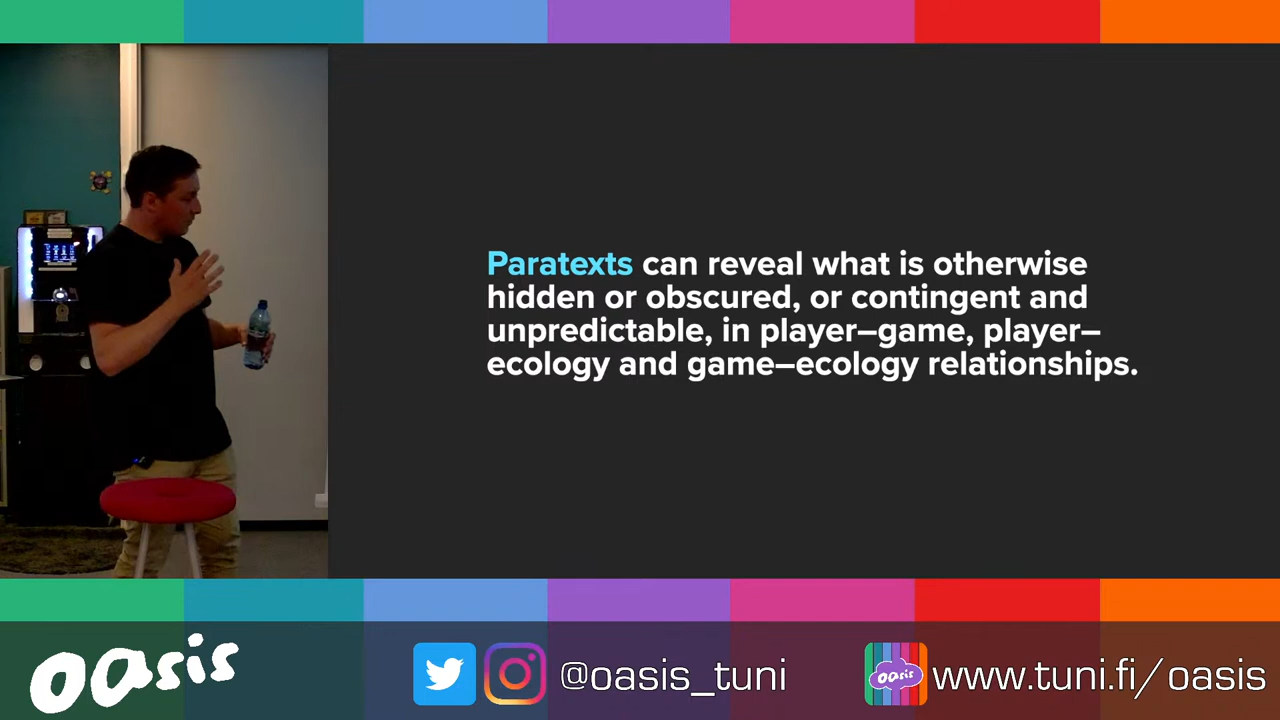 Paratexts can reveal what is otherwise
hidden or obscured, or contingent and
unpredictable, in player–game, player–
ecology and game–ecology relationships.
oasis
@oasis_tuni
oasis
www.tuni.fi/oasis